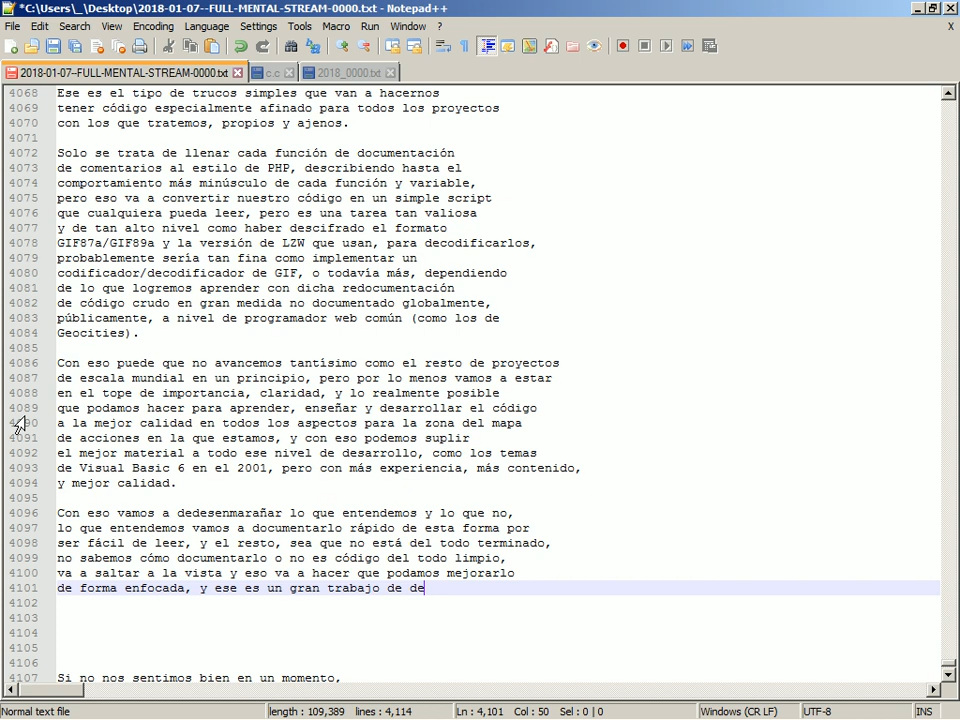 *C:\Users\_\Desktop\2018-01-07--FULL-MENTAL-STREAM-0000.txt - Notepad++
File Edit Search View Encoding Language Settings Tools Macro Run Window ? X
2018-01-07--FULL-MENTAL-STREAM-0000.txt c.c 2018_0000.txt
4068 Ese es el tipo de trucos simples que van a hacernos
4069 tener código especialmente afinado para todos los proyectos
4070 con los que tratemos, propios y ajenos.
4071
4072 Solo se trata de llenar cada función de documentación
4073 de comentarios al estilo de PHP, describiendo hasta el
4074 comportamiento más minúsculo de cada función y variable,
4075 pero eso va a convertir nuestro código en un simple script
4076 que cualquiera pueda leer, pero es una tarea tan valiosa
4077 y de tan alto nivel como haber descifrado el formato
4078 GIF87a/GIF89a y la versión de LZW que usan, para decodificarlos,
4079 probablemente sería tan fina como implementar un
4080 codificador/decodificador de GIF, o todavía más, dependiendo
4081 de lo que logremos aprender con dicha redocumentación
4082 de código crudo en gran medida no documentado globalmente,
4083 públicamente, a nivel de programador web común (como los de
4084 Geocities).
4085
4086 Con eso puede que no avancemos tantísimo como el resto de proyectos
4087 de escala mundial en un principio, pero por lo menos vamos a estar
4088 en el tope de importancia, claridad, y lo realmente posible
4089 que podamos hacer para aprender, enseñar y desarrollar el código
4090 a la mejor calidad en todos los aspectos para la zona del mapa
4091 de acciones en la que estamos, y con eso podemos suplir
4092 el mejor material a todo ese nivel de desarrollo, como los temas
4093 de Visual Basic 6 en el 2001, pero con más experiencia, más contenido,
4094 y mejor calidad.
4095
4096 Con eso vamos a dedesenmarañar lo que entendemos y lo que no,
4097 lo que entendemos vamos a documentarlo rápido de esta forma por
4098 ser fácil de leer, y el resto, sea que no está del todo terminado,
4099 no sabemos cómo documentarlo o no es código del todo limpio,
4100 va a saltar a la vista y eso va a hacer que podamos mejorarlo
4101 de forma enfocada, y ese es un gran trabajo de de
4102
4103
4104
4105
4106
4107 Si no nos sentimos bien en un momento,
Normal text file length : 109,389 lines : 4,114 Ln : 4,101 Col : 50 Sel : 0 | 0 Windows (CR LF) UTF-8 INS